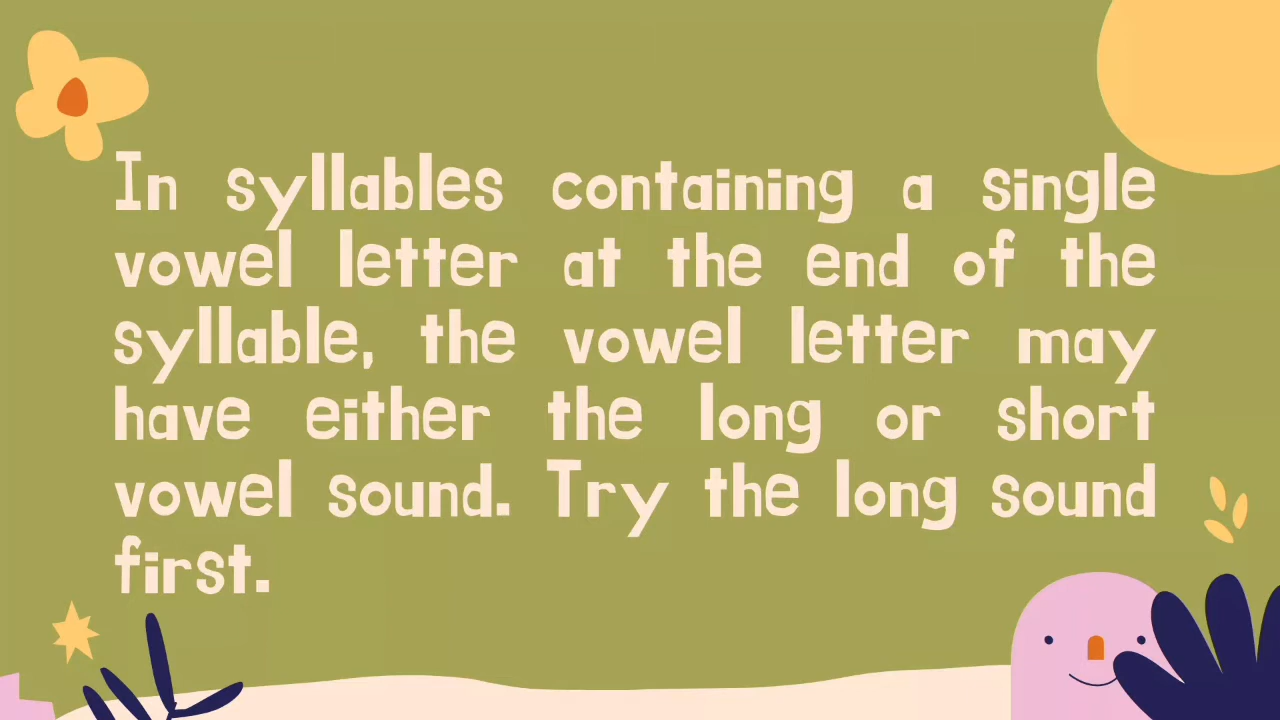 In syllables containing a single
vowel letter at the end of the
syllable, the vowel letter may
have either the long or short
vowel sound. Try the long sound
first.